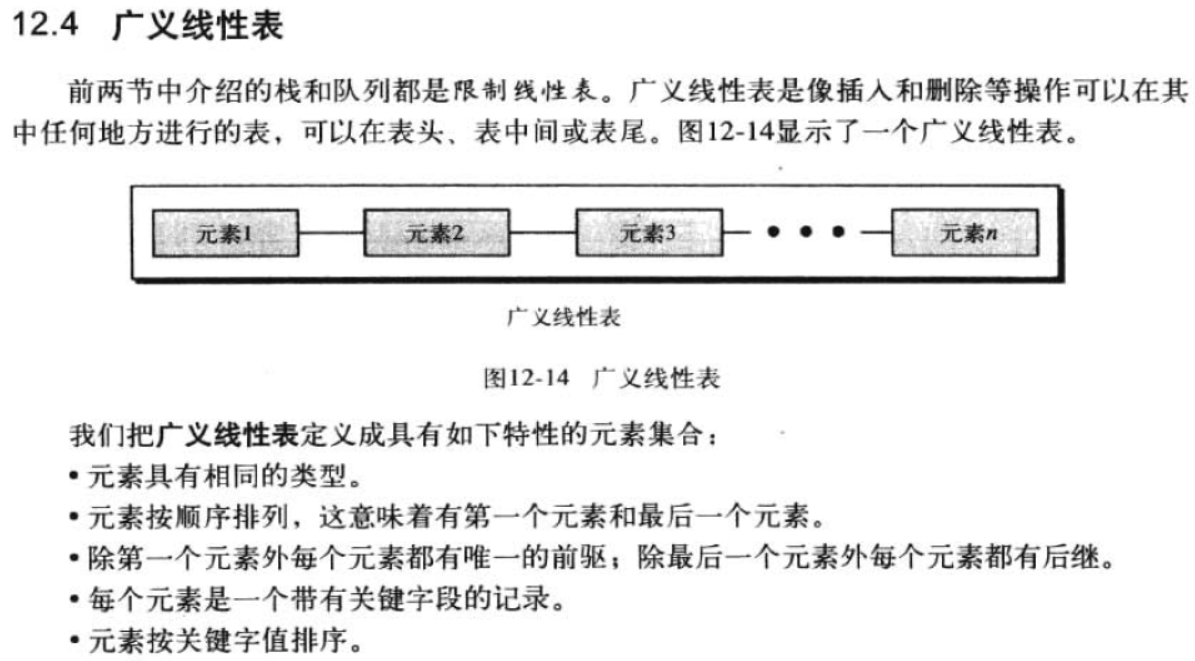 12.4 广义线性表
前两节中介绍的栈和队列都是限制线性表。广义线性表是像插入和删除等操作可以在其
中任何地方进行的表，可以在表头、表中间或表尾。图12-14显示了一个广义线性表。
元素1 元素2 元素3 • • • 元素n
广义线性表
图12-14 广义线性表
我们把广义线性表定义成具有如下特性的元素集合：
• 元素具有相同的类型。
• 元素按顺序排列，这意味着有第一个元素和最后一个元素。
• 除第一个元素外每个元素都有唯一的前驱；除最后一个元素外每个元素都有后继。
• 每个元素是一个带有关键字段的记录。
• 元素按关键字值排序。